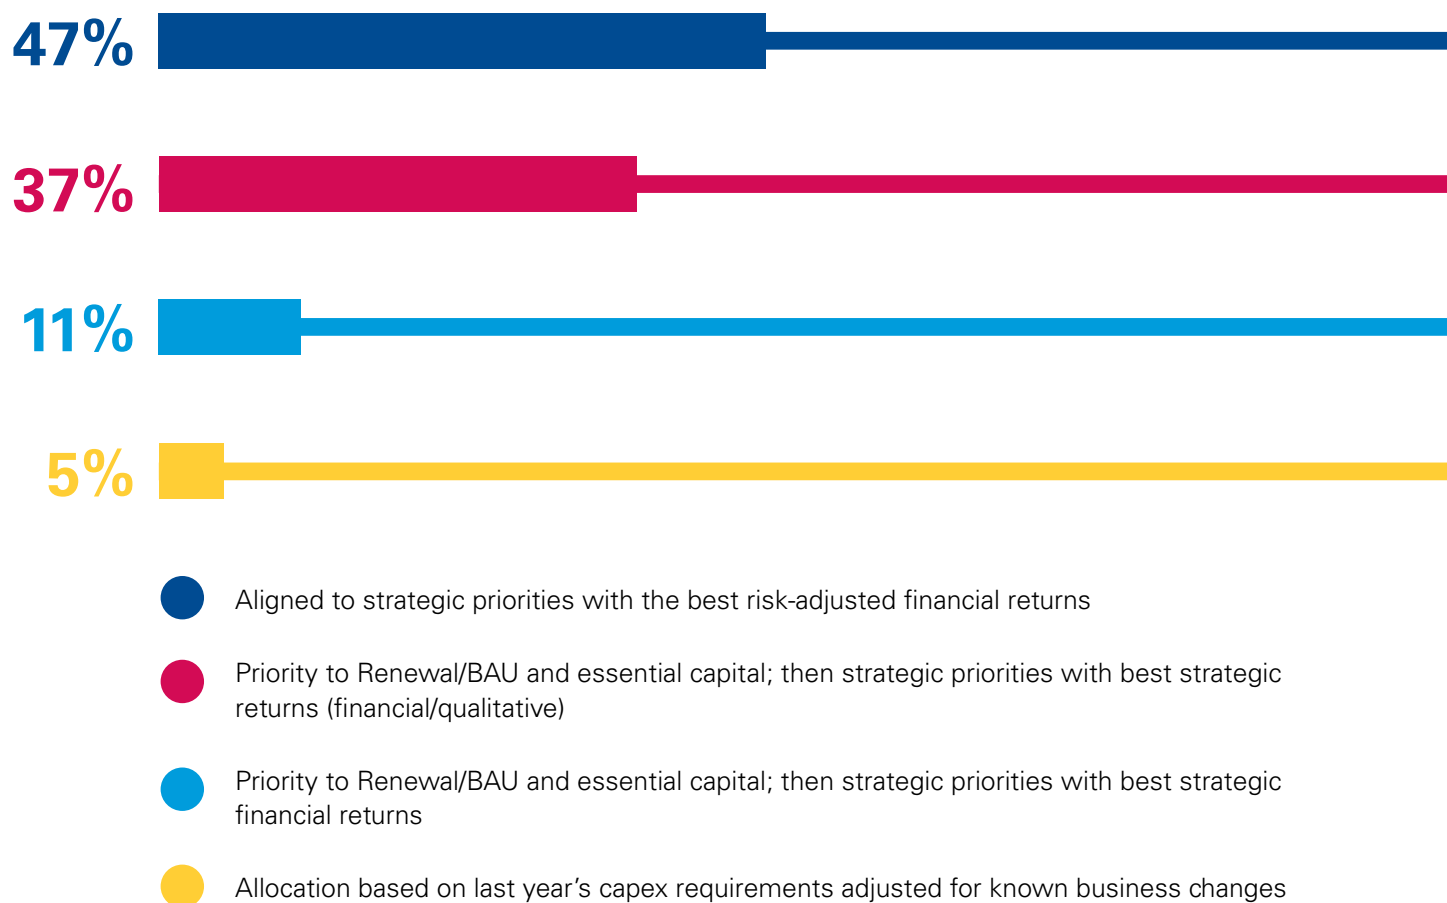 47%
37%
11%
5%
Aligned to strategic priorities with the best risk-adjusted financial returns
Priority to Renewal/BAU and essential capital; then strategic priorities with best strategic
returns (financial/qualitative)
Priority to Renewal/BAU and essential capital; then strategic priorities with best strategic
financial returns
Allocation based on last year’s capex requirements adjusted for known business changes